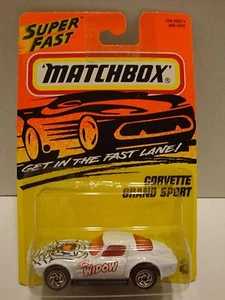 SUPER
FAST
MATCHBOX
GET IN THE FAST LANE!
CORVETTE
GRAND SPORT
WIDOW